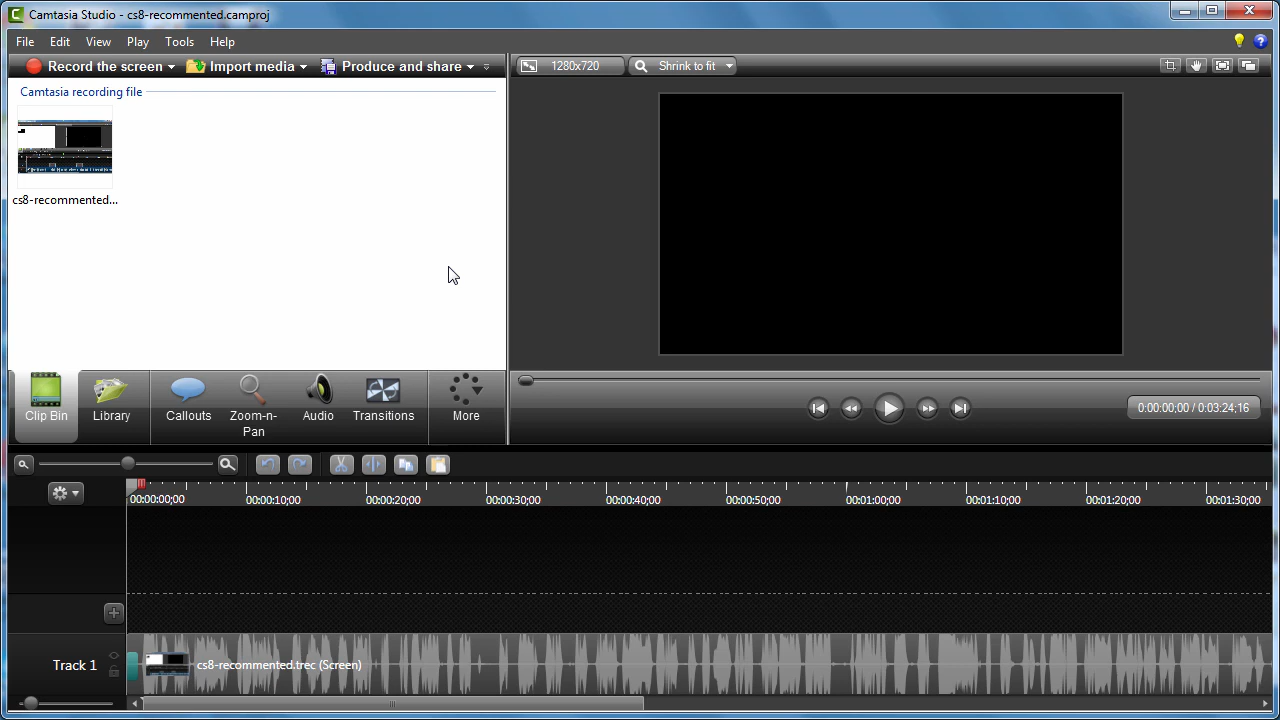 Camtasia Studio - cs8-recommented.camproj
File Edit View Play Tools Help
Record the screen Import media Produce and share 1280x720 Shrink to fit
Camtasia recording file
cs8-recommented...
Clip Bin Library Callouts Zoom-n-Pan Audio Transitions More
0:00:00;00 / 0:03:24;16
00:00:00;00 00:00:10;00 00:00:20;00 00:00:30;00 00:00:40;00 00:00:50;00 00:01:00;00 00:01:10;00 00:01:20;00 00:01:30;00
Track 1 cs8-recommented.trec (Screen)